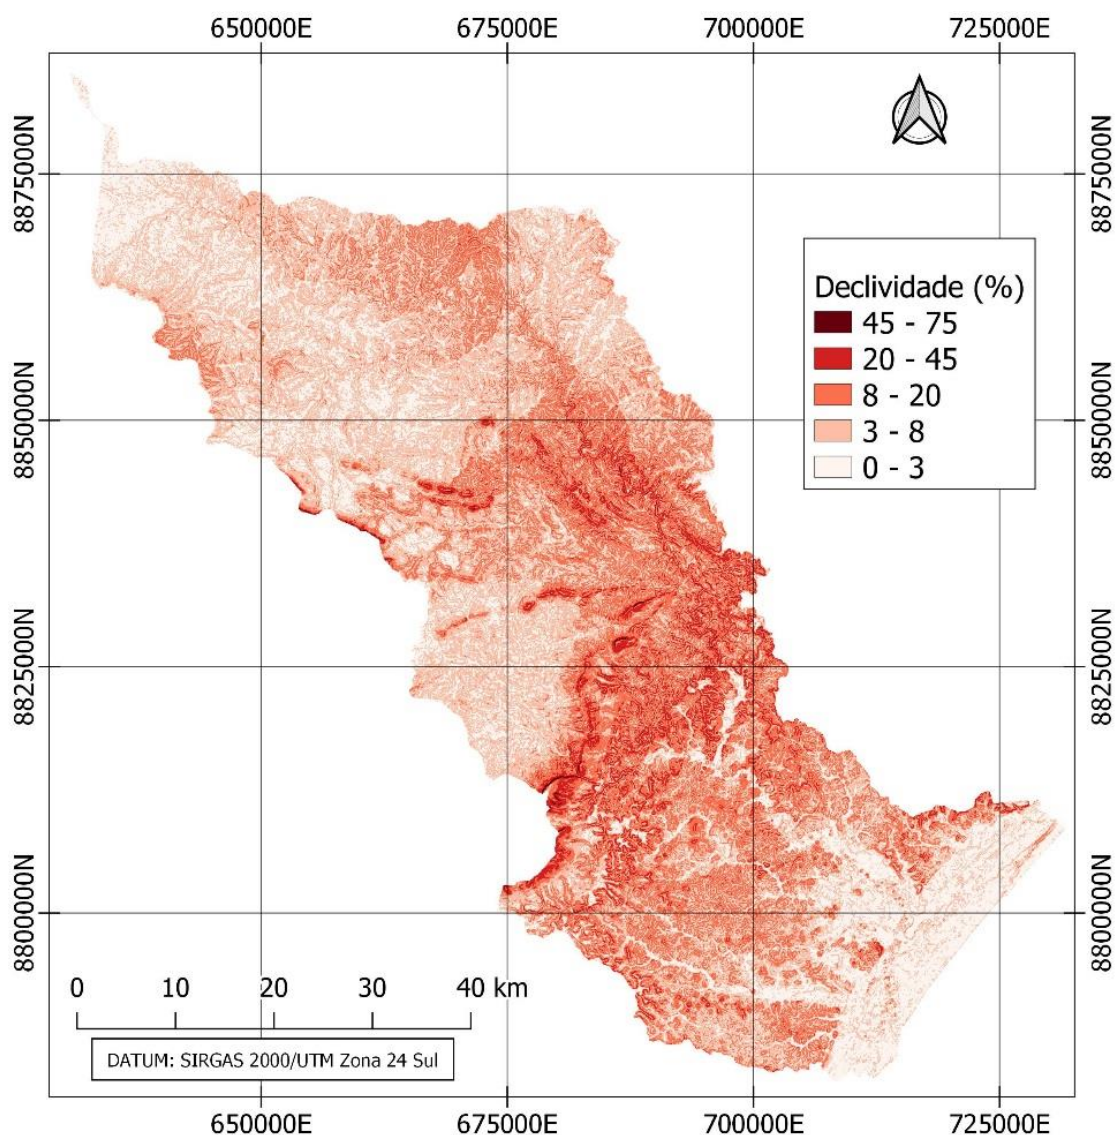 650000E 675000E 700000E 725000E
8875000N 8875000N
Declividade (%)
45 - 75
20 - 45
8 - 20
3 - 8
0 - 3
8850000N 8850000N
8825000N 8825000N
8800000N 8800000N
0 10 20 30 40 km
DATUM: SIRGAS 2000/UTM Zona 24 Sul
650000E 675000E 700000E 725000E